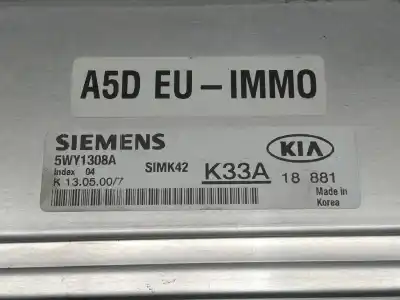 A5D EU-IMMO
SIEMENS KIA
5WY1308A
Index 04 SIMK42 K33A 18 881
K 13.05.00/7 Made in
Korea